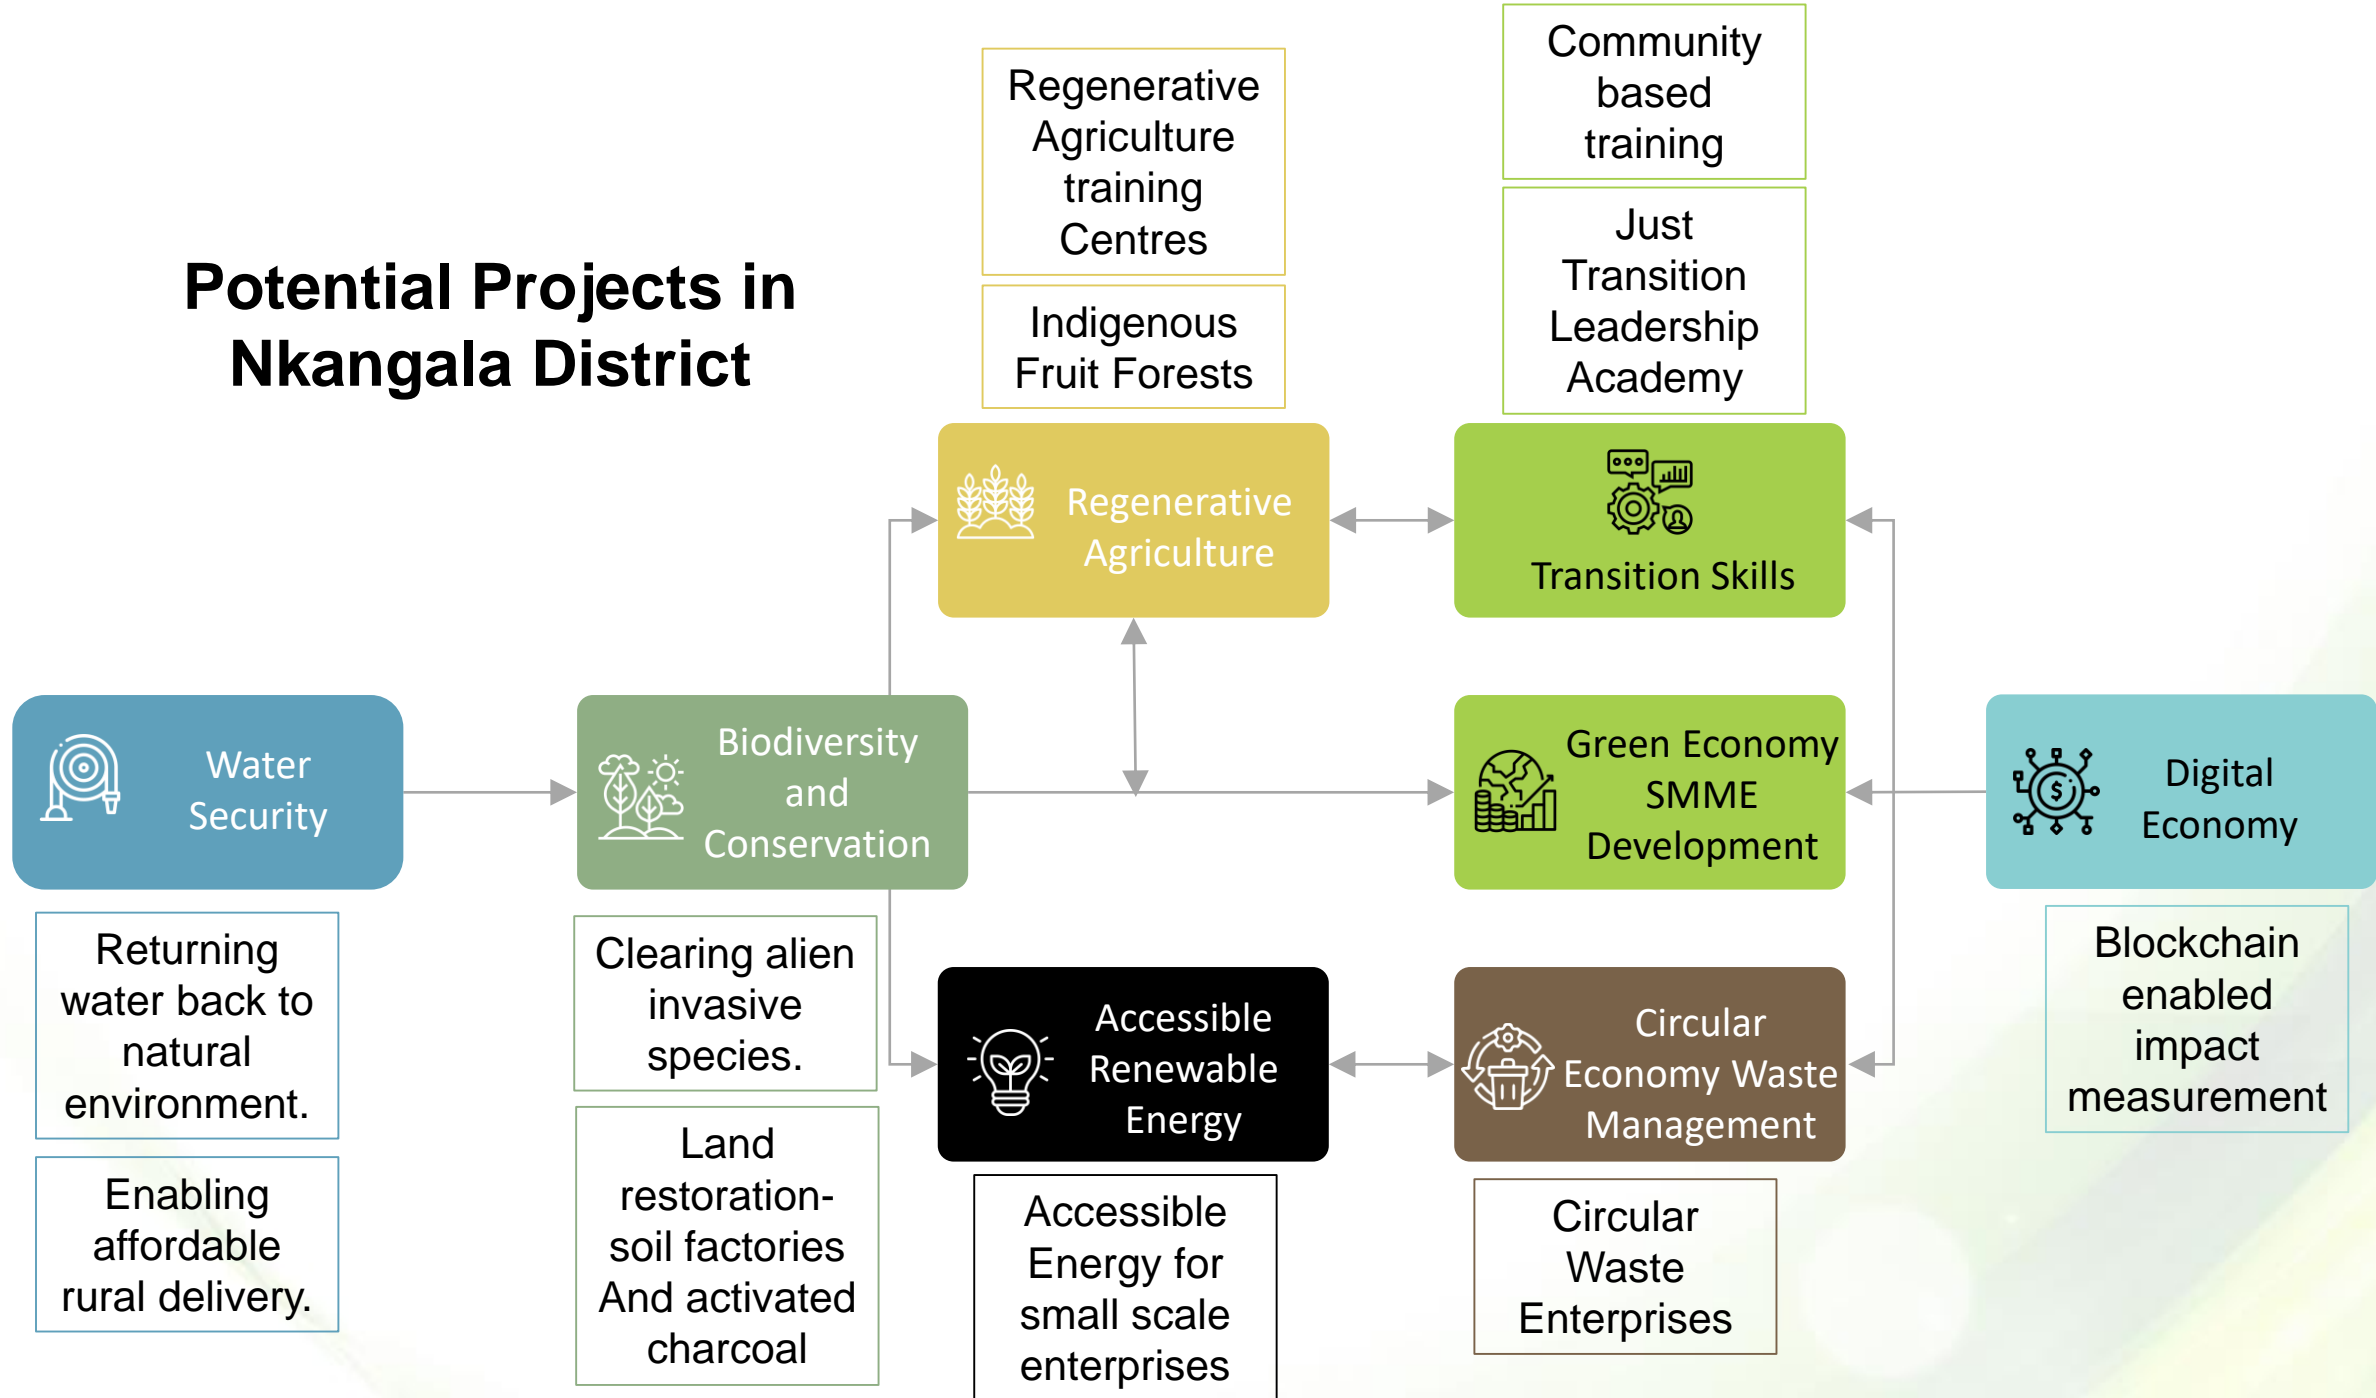 Potential Projects in
Nkangala District
Regenerative
Agriculture
training
Centres
Indigenous
Fruit Forests
Community
based
training
Just
Transition
Leadership
Academy
Regenerative
Agriculture
Transition Skills
Water
Security
Biodiversity
and
Conservation
Green Economy
SMME
Development
Digital
Economy
Returning
water back to
natural
environment.
Enabling
affordable
rural delivery.
Clearing alien
invasive
species.
Land
restoration-
soil factories
And activated
charcoal
Accessible
Renewable
Energy
Circular
Economy Waste
Management
Accessible
Energy for
small scale
enterprises
Circular
Waste
Enterprises
Blockchain
enabled
impact
measurement